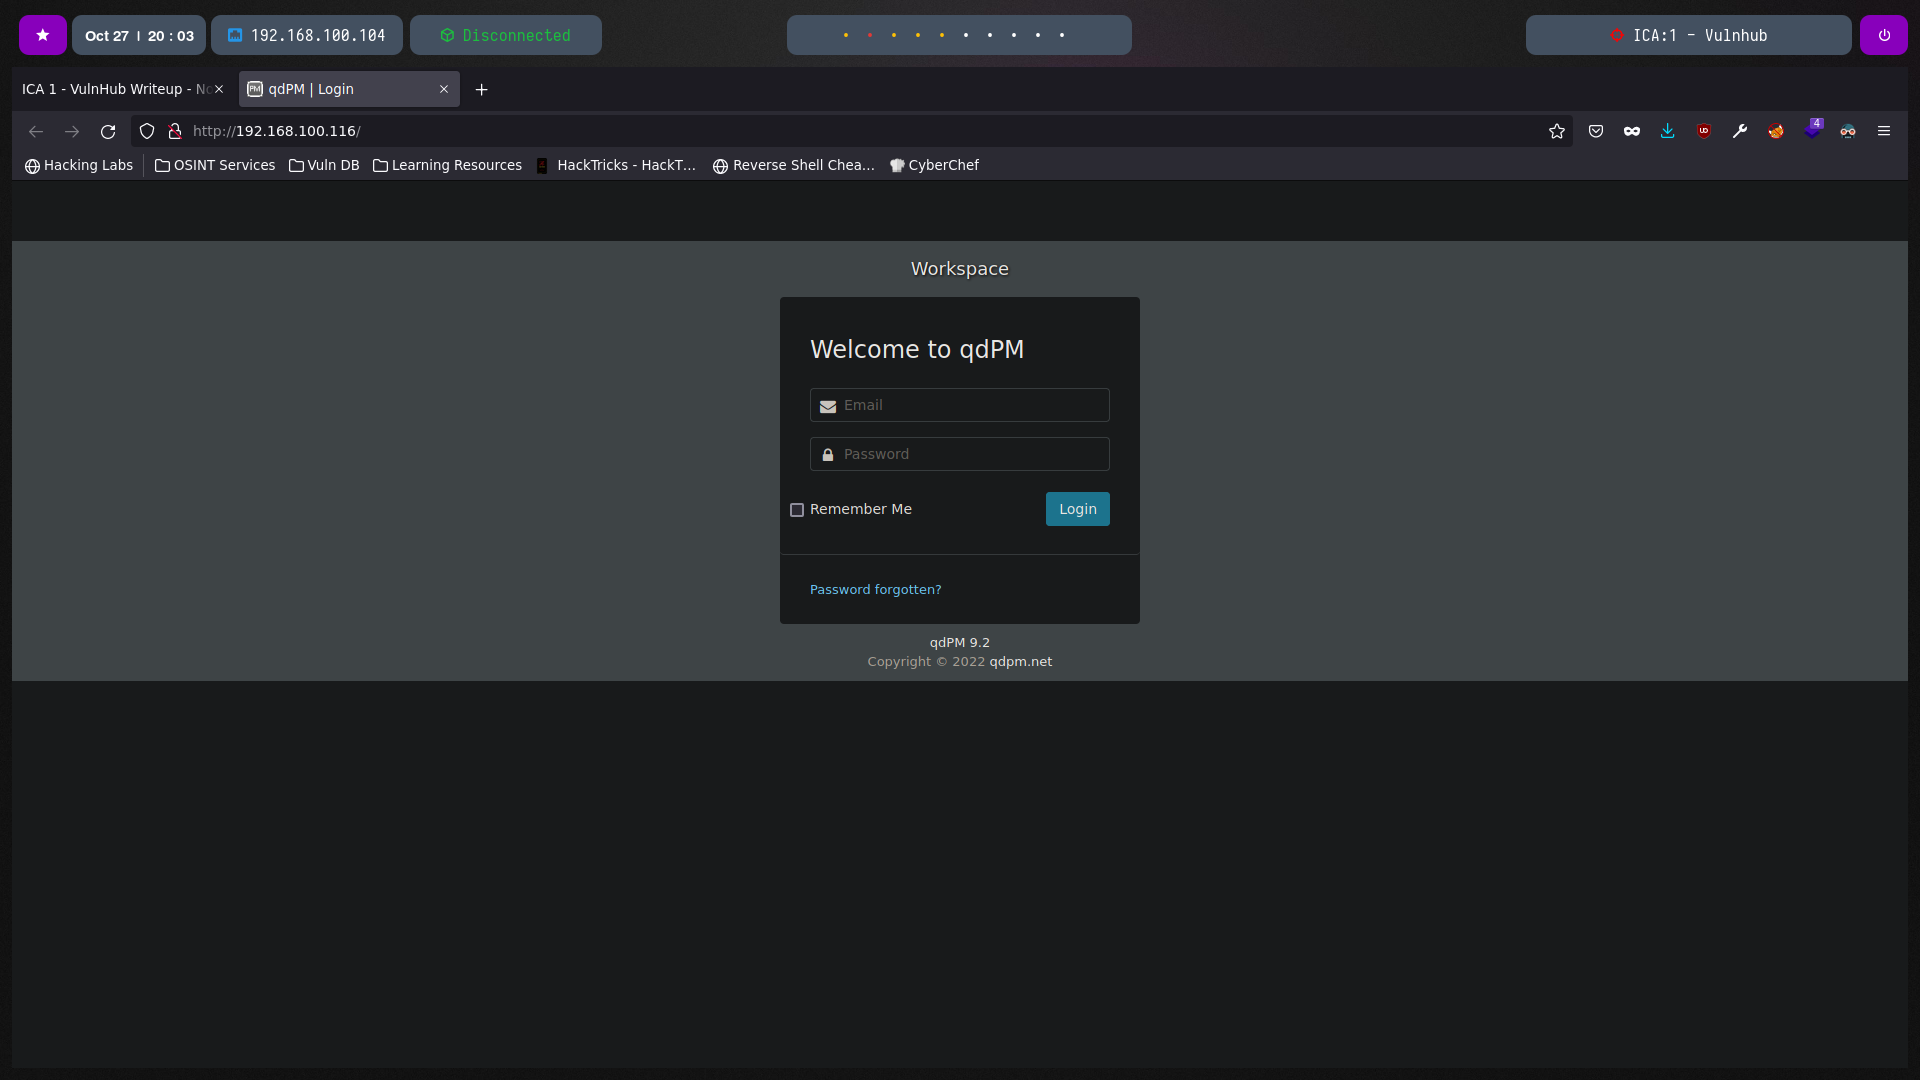 Oct 27 | 20 : 03
192.168.100.104
Disconnected
ICA:1 - Vulnhub
ICA 1 - VulnHub Writeup - No
qdPM | Login
http://192.168.100.116/
4
Hacking Labs
OSINT Services
Vuln DB
Learning Resources
HackTricks - HackT…
Reverse Shell Chea…
CyberChef
Workspace
Welcome to qdPM
Email
Password
Remember Me
Login
Password forgotten?
qdPM 9.2
Copyright © 2022 qdpm.net